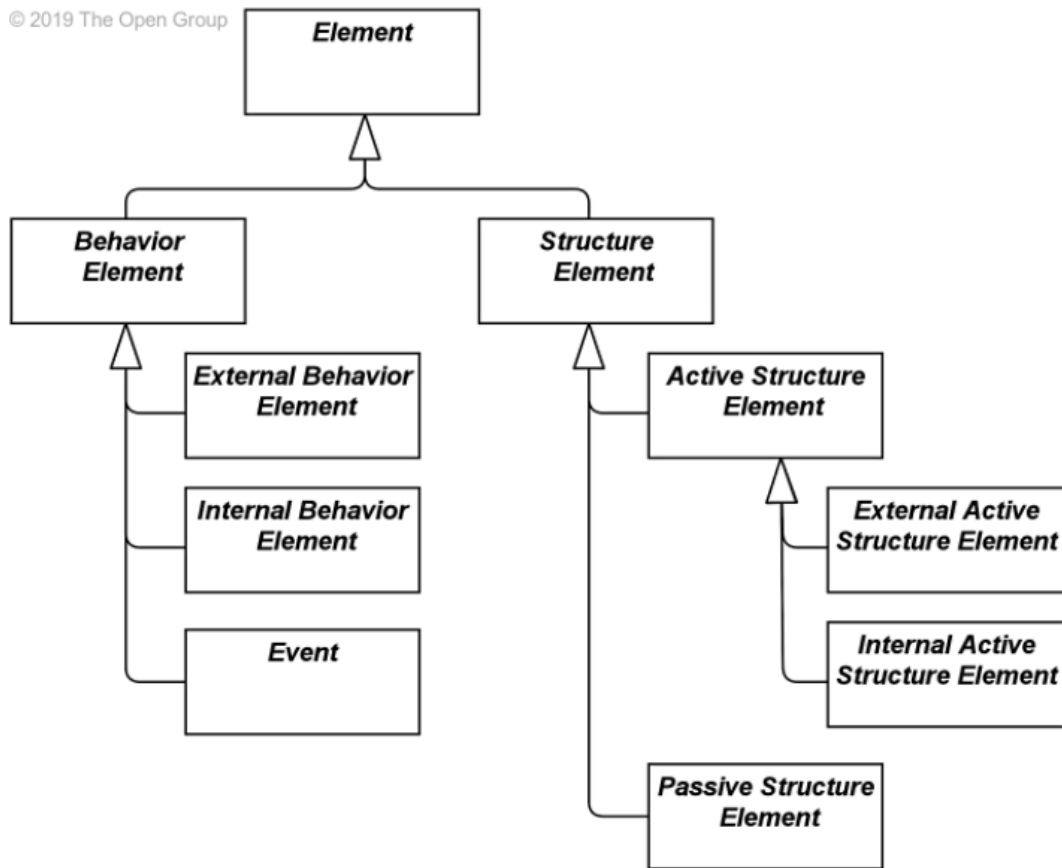 © 2019 The Open Group
Element
Behavior
Element
Structure
Element
External Behavior
Element
Active Structure
Element
Internal Behavior
Element
External Active
Structure Element
Event
Internal Active
Structure Element
Passive Structure
Element